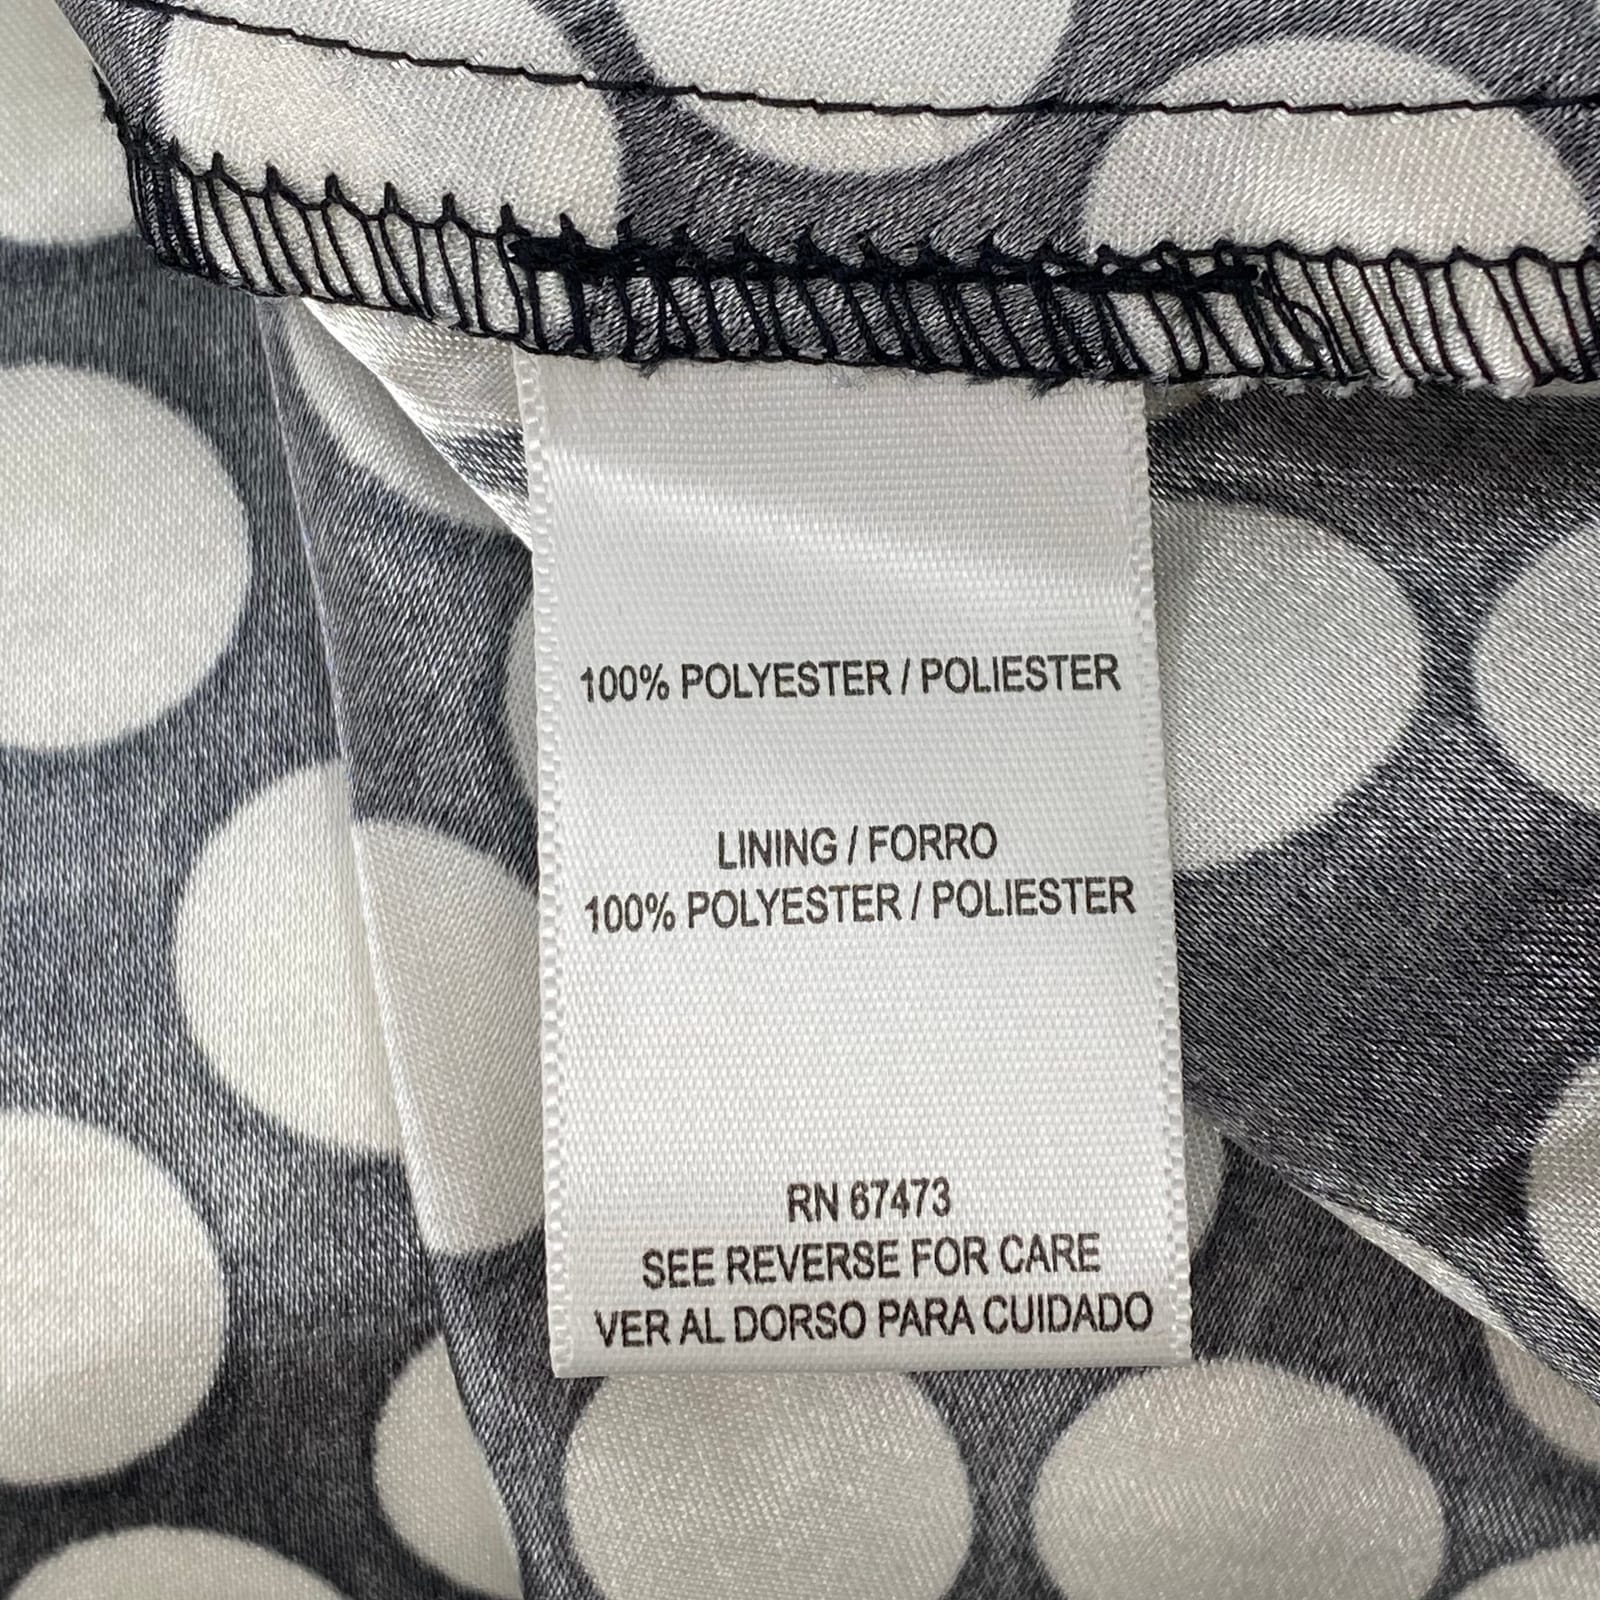 100% POLYESTER / POLIESTER
LINING / FORRO
100% POLYESTER / POLIESTER
RN 67473
SEE REVERSE FOR CARE
VER AL DORSO PARA CUIDADO